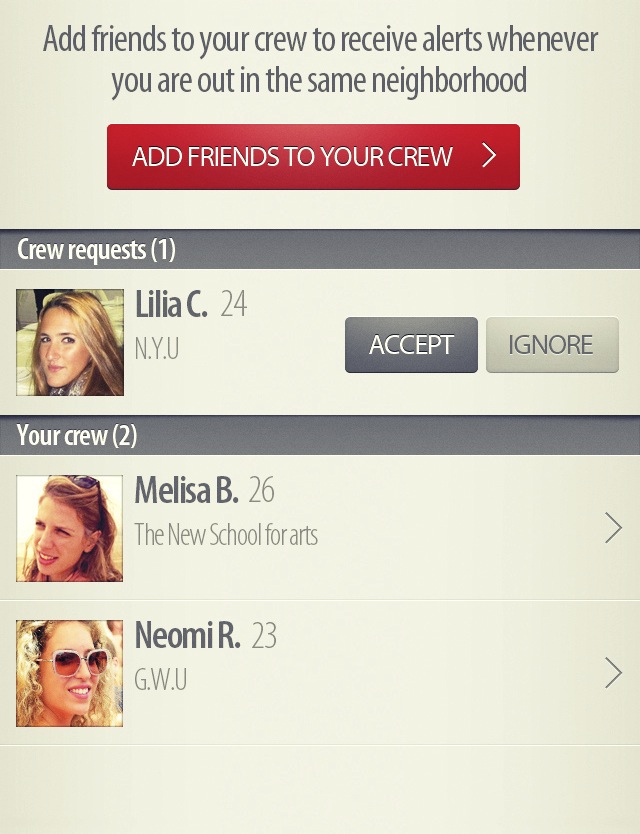 Add friends to your crew to receive alerts whenever
you are out in the same neighborhood
ADD FRIENDS TO YOUR CREW
Crew requests (1)
Lilia C. 24
N.Y.U
ACCEPT IGNORE
Your crew (2)
Melisa B. 26
The New School for arts
Neomi R. 23
G.W.U